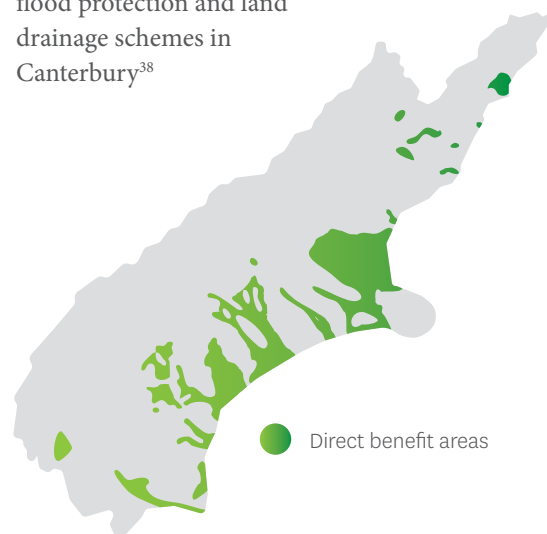 flood protection and land
drainage schemes in
Canterbury³⁸
Direct benefit areas